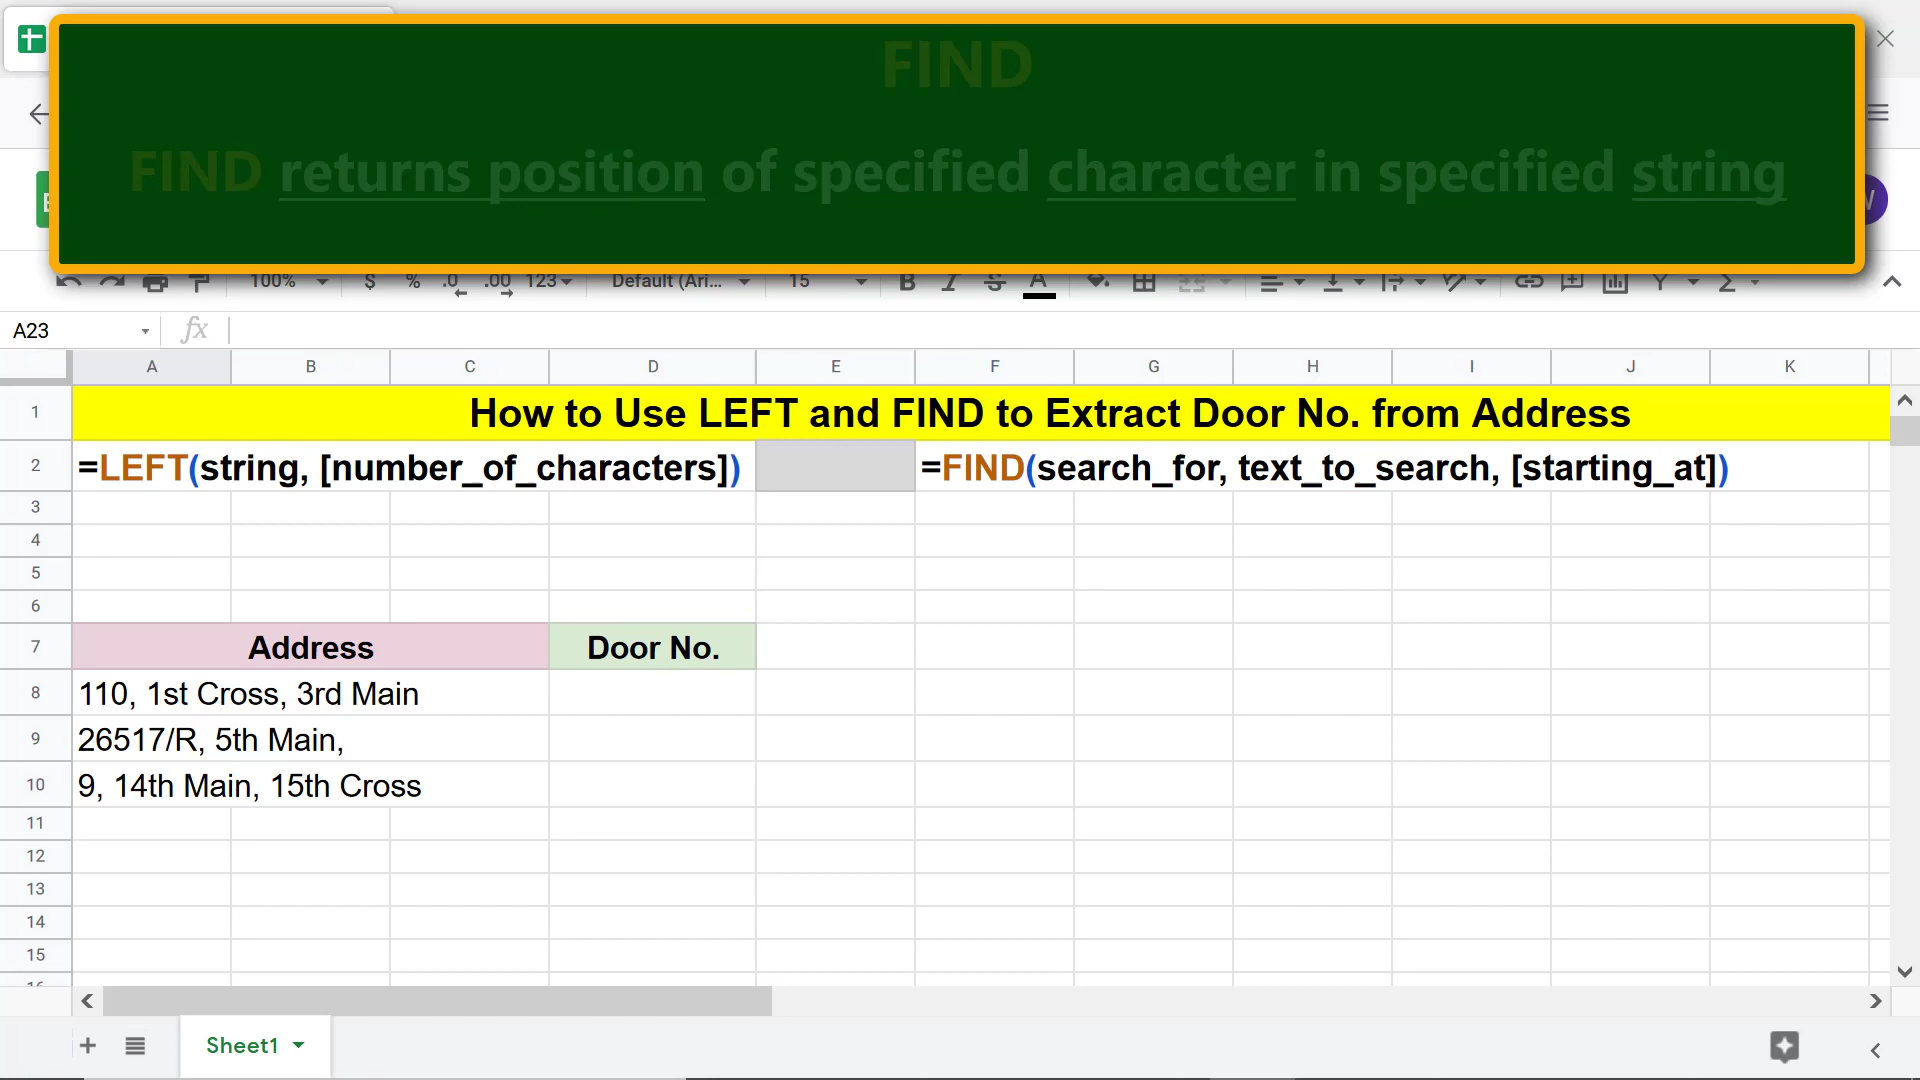 FIND
FIND returns position of specified character in specified string
100% $ % .0 .00 123 Default (Ari... 15 B I S A
A23 fx
A B C D E F G H I J K
1 How to Use LEFT and FIND to Extract Door No. from Address
2 =LEFT(string, [number_of_characters]) =FIND(search_for, text_to_search, [starting_at])
3
4
5
6
7 Address Door No.
8 110, 1st Cross, 3rd Main
9 26517/R, 5th Main,
10 9, 14th Main, 15th Cross
11
12
13
14
15
Sheet1